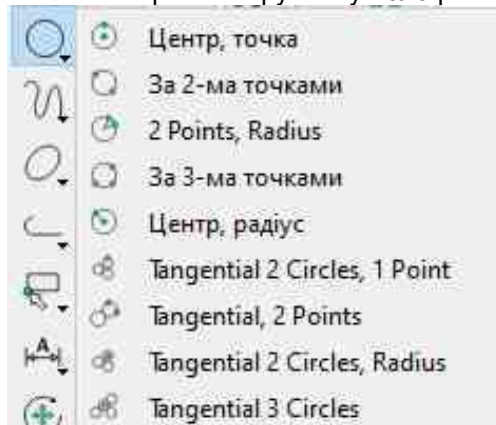 Центр, точка
За 2-ма точками
2 Points, Radius
За 3-ма точками
Центр, радіус
Tangential 2 Circles, 1 Point
Tangential, 2 Points
Tangential 2 Circles, Radius
Tangential 3 Circles
A